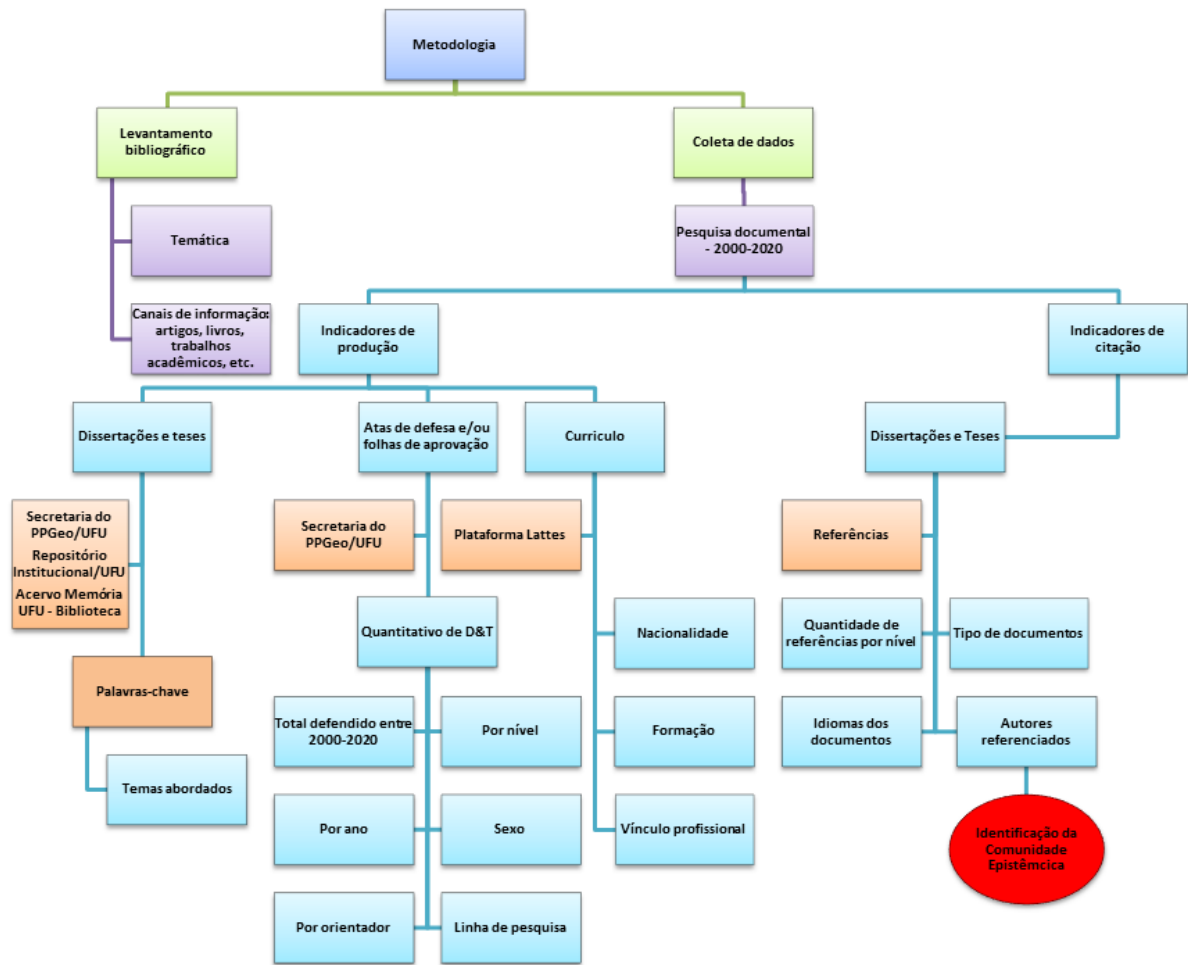 Metodologia
Levantamento
bibliográfico
Coleta de dados
Temática
Pesquisa documental
- 2000-2020
Canais de informação:
artigos, livros,
trabalhos
acadêmicos, etc.
Indicadores de
produção
Indicadores de
citação
Dissertações e teses
Atas de defesa e/ou
folhas de aprovação
Curriculo
Dissertações e Teses
Secretaria do
PPGeo/UFU
Repositório
Institucional/UFU
Acervo Memória
UFU - Biblioteca
Secretaria do
PPGeo/UFU
Plataforma Lattes
Referências
Quantitativo de D&T
Nacionalidade
Quantidade de
referências por nível
Tipo de documentos
Palavras-chave
Total defendido entre
2000-2020
Por nível
Formação
Idiomas dos
documentos
Autores
referenciados
Temas abordados
Por ano
Sexo
Vínculo profissional
Identificação da
Comunidade
Epistêmcica
Por orientador
Linha de pesquisa